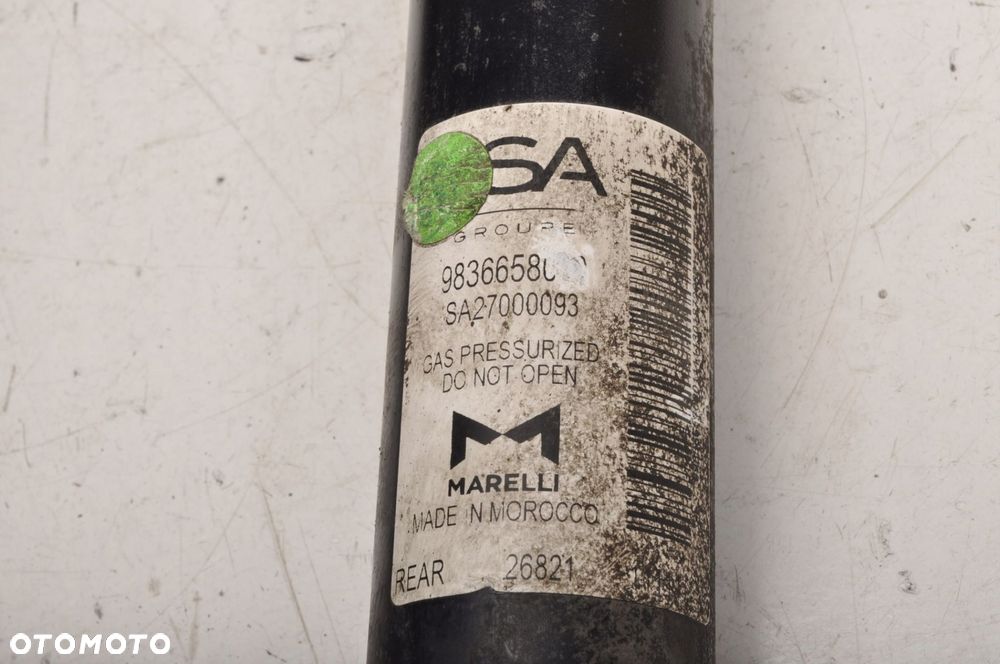 SA
GROUPE
SA27000093
GAS PRESSURIZED
DO NOT OPEN
MARELLI
MADE IN MOROCCO
REAR 26821
OTOMOTO